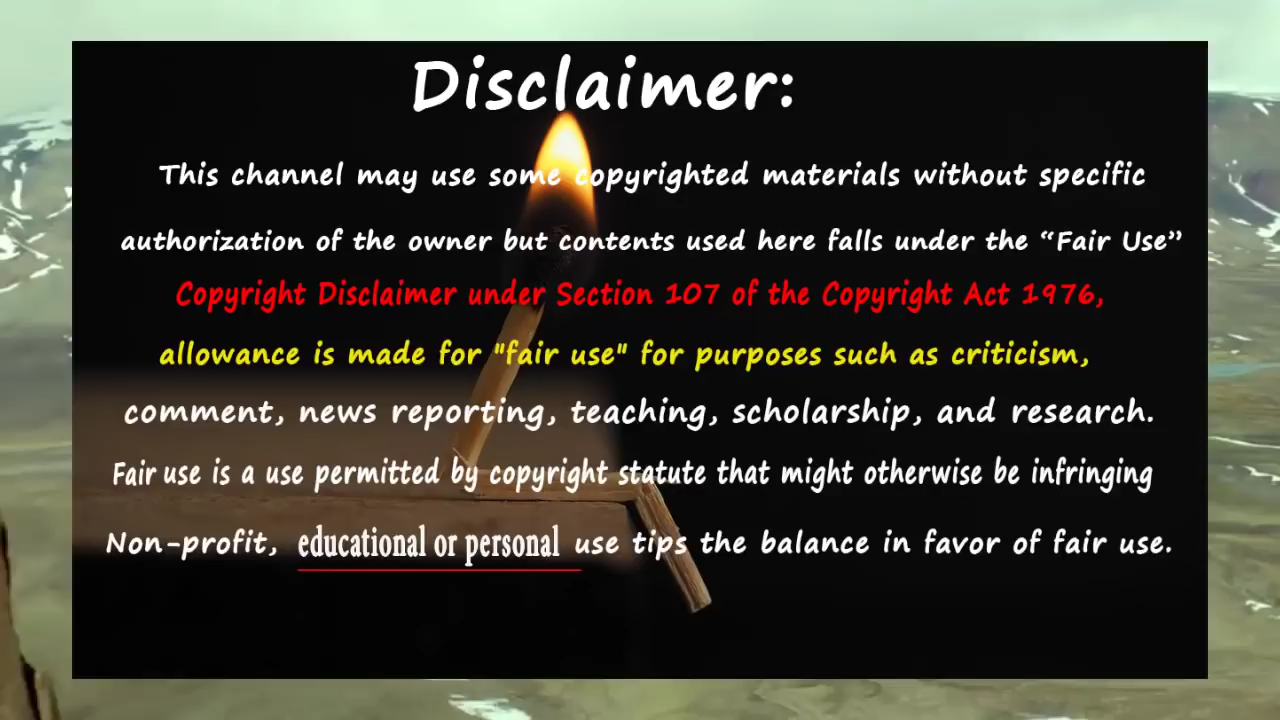 Disclaimer:
This channel may use some copyrighted materials without specific
authorization of the owner but contents used here falls under the “Fair Use”
Copyright Disclaimer under Section 107 of the Copyright Act 1976,
allowance is made for "fair use" for purposes such as criticism,
comment, news reporting, teaching, scholarship, and research.
Fair use is a use permitted by copyright statute that might otherwise be infringing
Non-profit, educational or personal use tips the balance in favor of fair use.